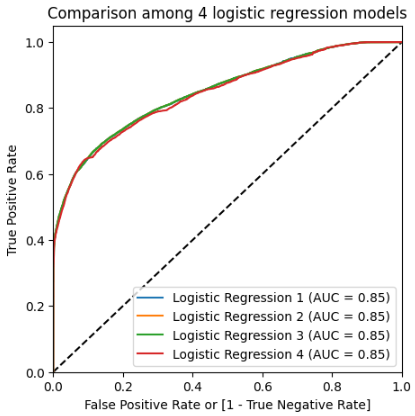 Comparison among 4 logistic regression models
True Positive Rate
1.0
0.8
0.6
0.4
0.2
0.0
Logistic Regression 1 (AUC = 0.85)
Logistic Regression 2 (AUC = 0.85)
Logistic Regression 3 (AUC = 0.85)
Logistic Regression 4 (AUC = 0.85)
0.0 0.2 0.4 0.6 0.8 1.0
False Positive Rate or [1 - True Negative Rate]